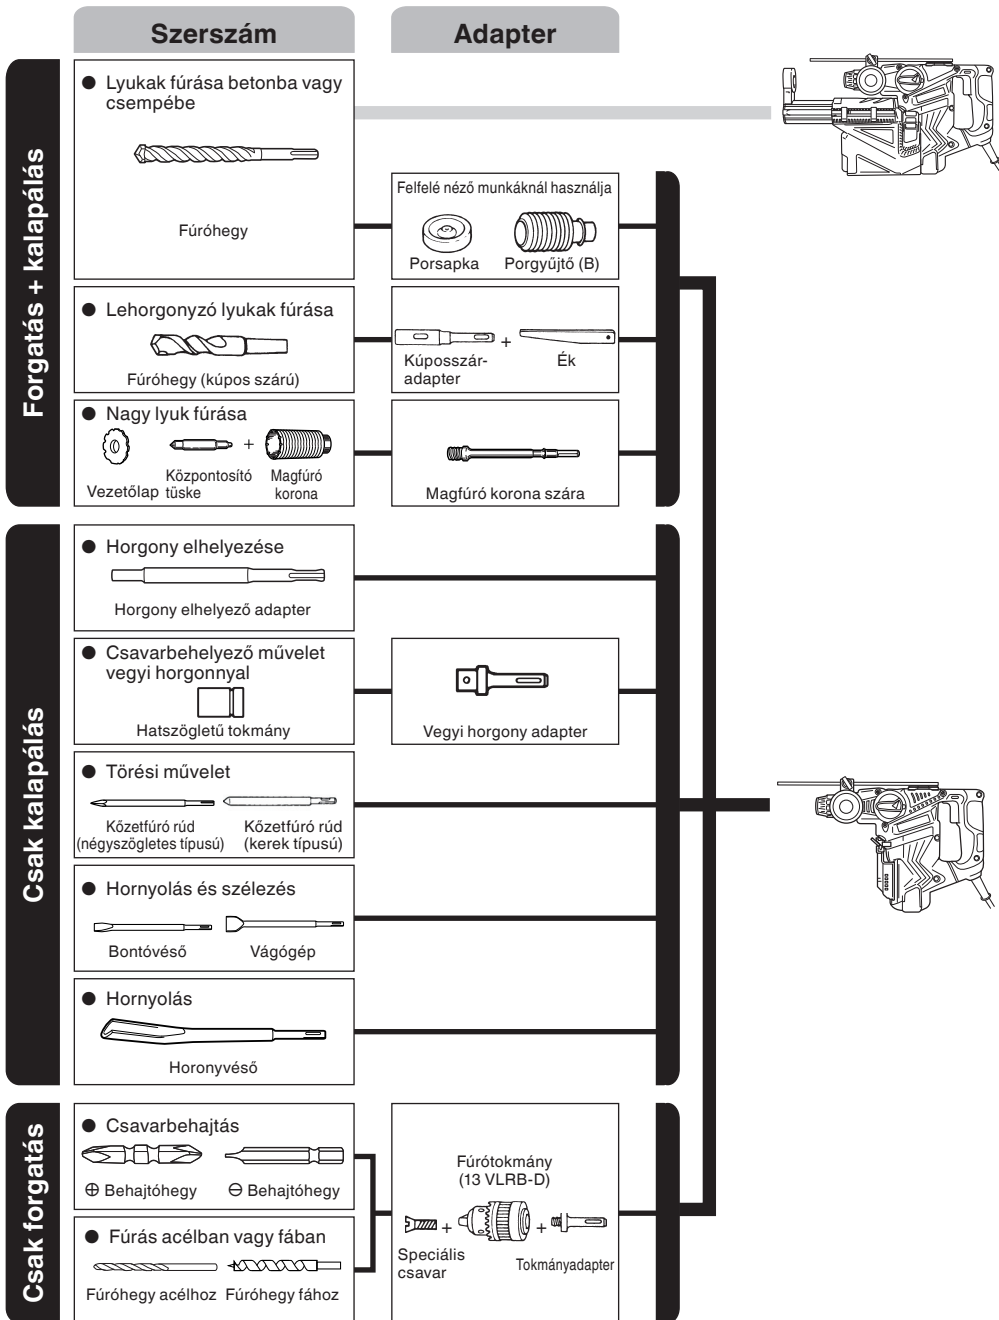 Szerszám
Adapter
Forgatás + kalapálás
● Lyukak fúrása betonba vagy
csempébe
Fúróhegy
Felfelé néző munkáknál használja
Porsapka
Porgyűjtő (B)
● Lehorgonyzó lyukak fúrása
Fúróhegy (kúpos szárú)
+
Kúposszár-
adapter
Ék
● Nagy lyuk fúrása
+
Vezetőlap
Központosító
tüske
Magfúró
korona
Magfúró korona szára
Csak kalapálás
● Horgony elhelyezése
Horgony elhelyező adapter
● Csavarbehelyező művelet
vegyi horgonnyal
Hatszögletű tokmány
Vegyi horgony adapter
● Törési művelet
Kőzetfúró rúd
(négyszögletes típusú)
Kőzetfúró rúd
(kerek típusú)
● Hornyolás és szélezés
Bontóvéső
Vágógép
● Hornyolás
Horonyvéső
Csak forgatás
● Csavarbehajtás
⊕ Behajtóhegy
⊖ Behajtóhegy
● Fúrás acélban vagy fában
Fúróhegy acélhoz
Fúróhegy fához
Fúrótokmány
(13 VLRB-D)
+
+
Speciális
csavar
Tokmányadapter